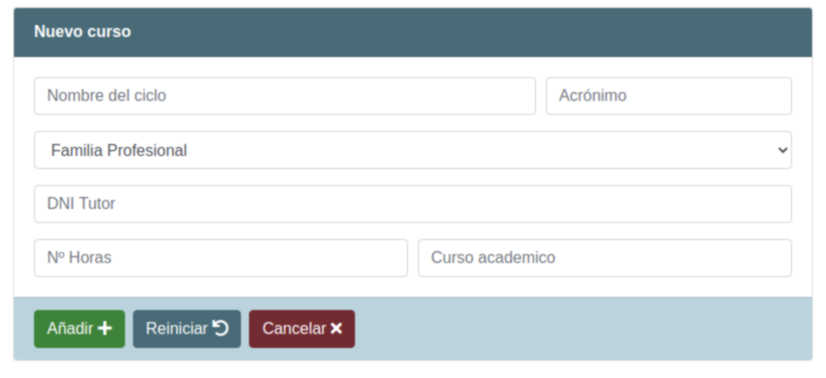 Nuevo curso
Nombre del ciclo Acrónimo
Familia Profesional
DNI Tutor
Nº Horas Curso academico
Añadir Reiniciar Cancelar